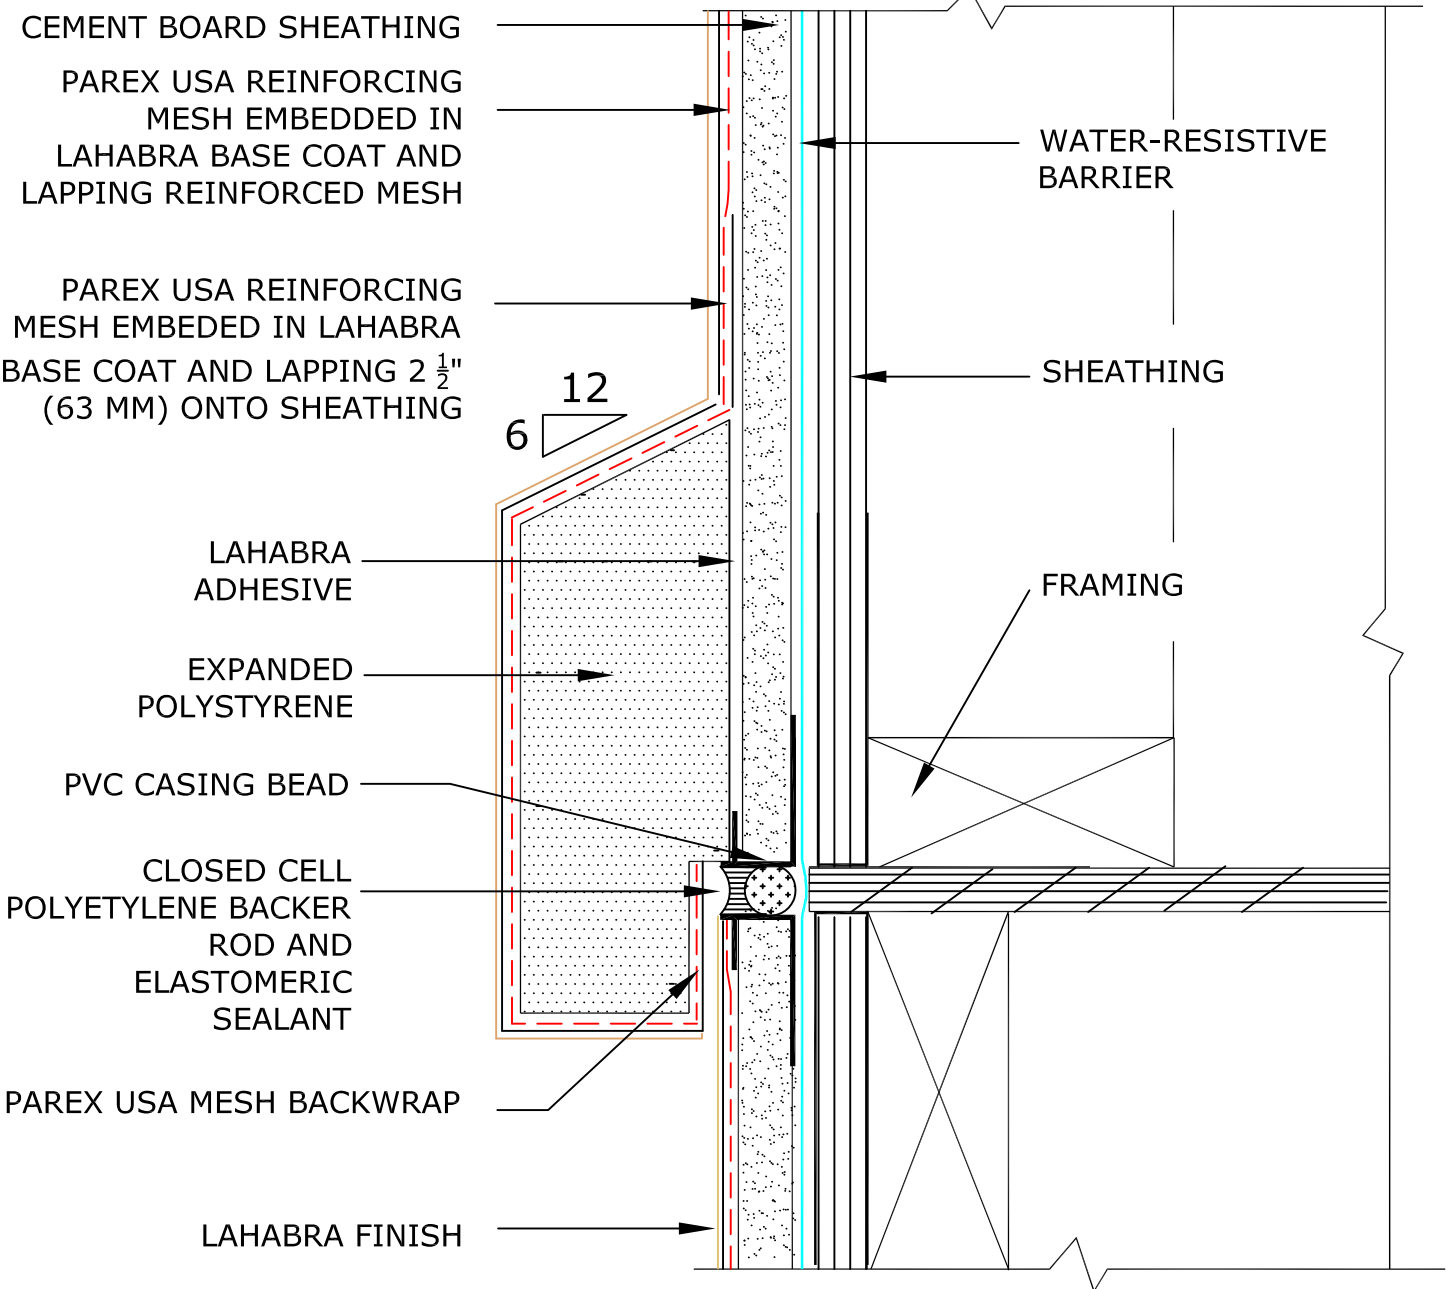 CEMENT BOARD SHEATHING
PAREX USA REINFORCING
MESH EMBEDDED IN
LAHABRA BASE COAT AND
LAPPING REINFORCED MESH
WATER-RESISTIVE
BARRIER
PAREX USA REINFORCING
MESH EMBEDED IN LAHABRA
BASE COAT AND LAPPING 2 1/2"
(63 MM) ONTO SHEATHING
12
6
SHEATHING
LAHABRA
ADHESIVE
FRAMING
EXPANDED
POLYSTYRENE
PVC CASING BEAD
CLOSED CELL
POLYETYLENE BACKER
ROD AND
ELASTOMERIC
SEALANT
PAREX USA MESH BACKWRAP
LAHABRA FINISH